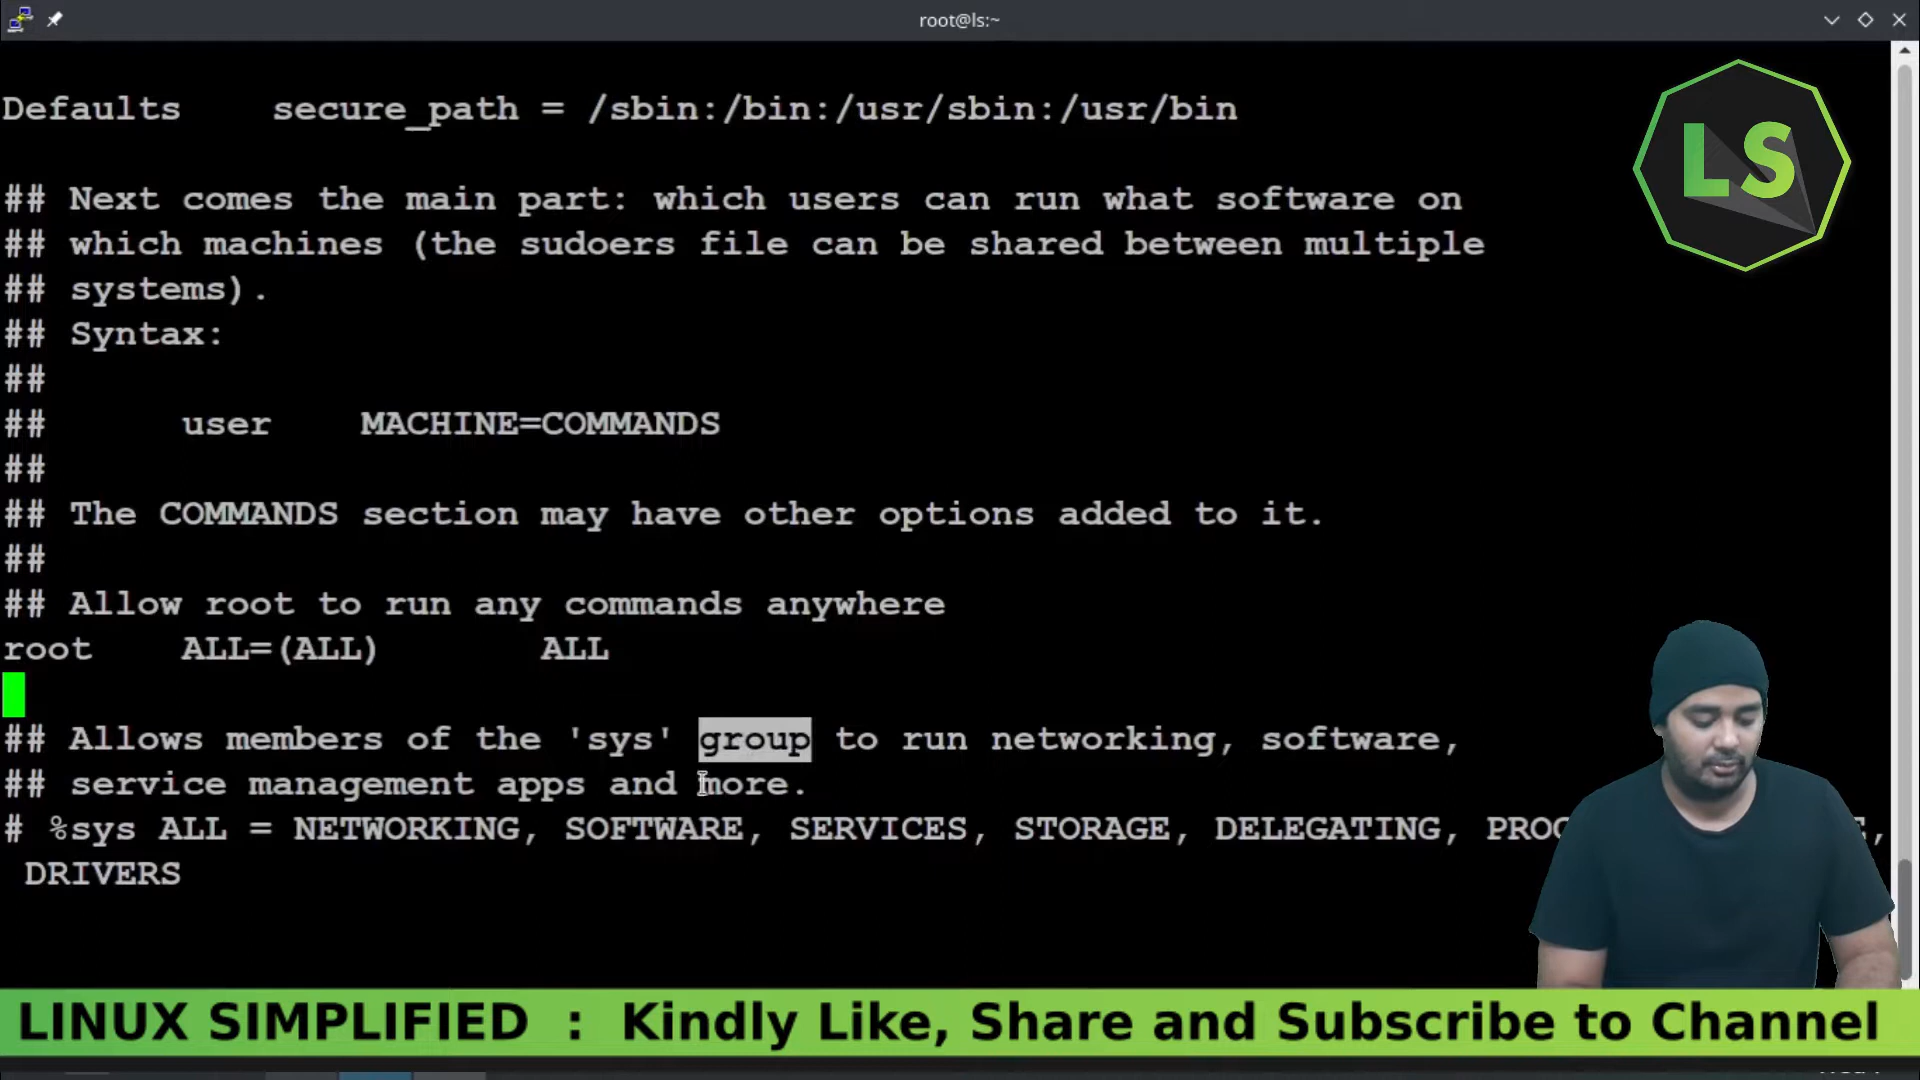 root@ls:~
Defaults    secure_path = /sbin:/bin:/usr/sbin:/usr/bin
LS
## Next comes the main part: which users can run what software on
## which machines (the sudoers file can be shared between multiple
## systems).
## Syntax:
##
##      user    MACHINE=COMMANDS
##
## The COMMANDS section may have other options added to it.
##
## Allow root to run any commands anywhere
root    ALL=(ALL)       ALL
## Allows members of the 'sys' group to run networking, software,
## service management apps and more.
# %sys ALL = NETWORKING, SOFTWARE, SERVICES, STORAGE, DELEGATING,
DRIVERS
LINUX SIMPLIFIED : Kindly Like, Share and Subscribe to Channel